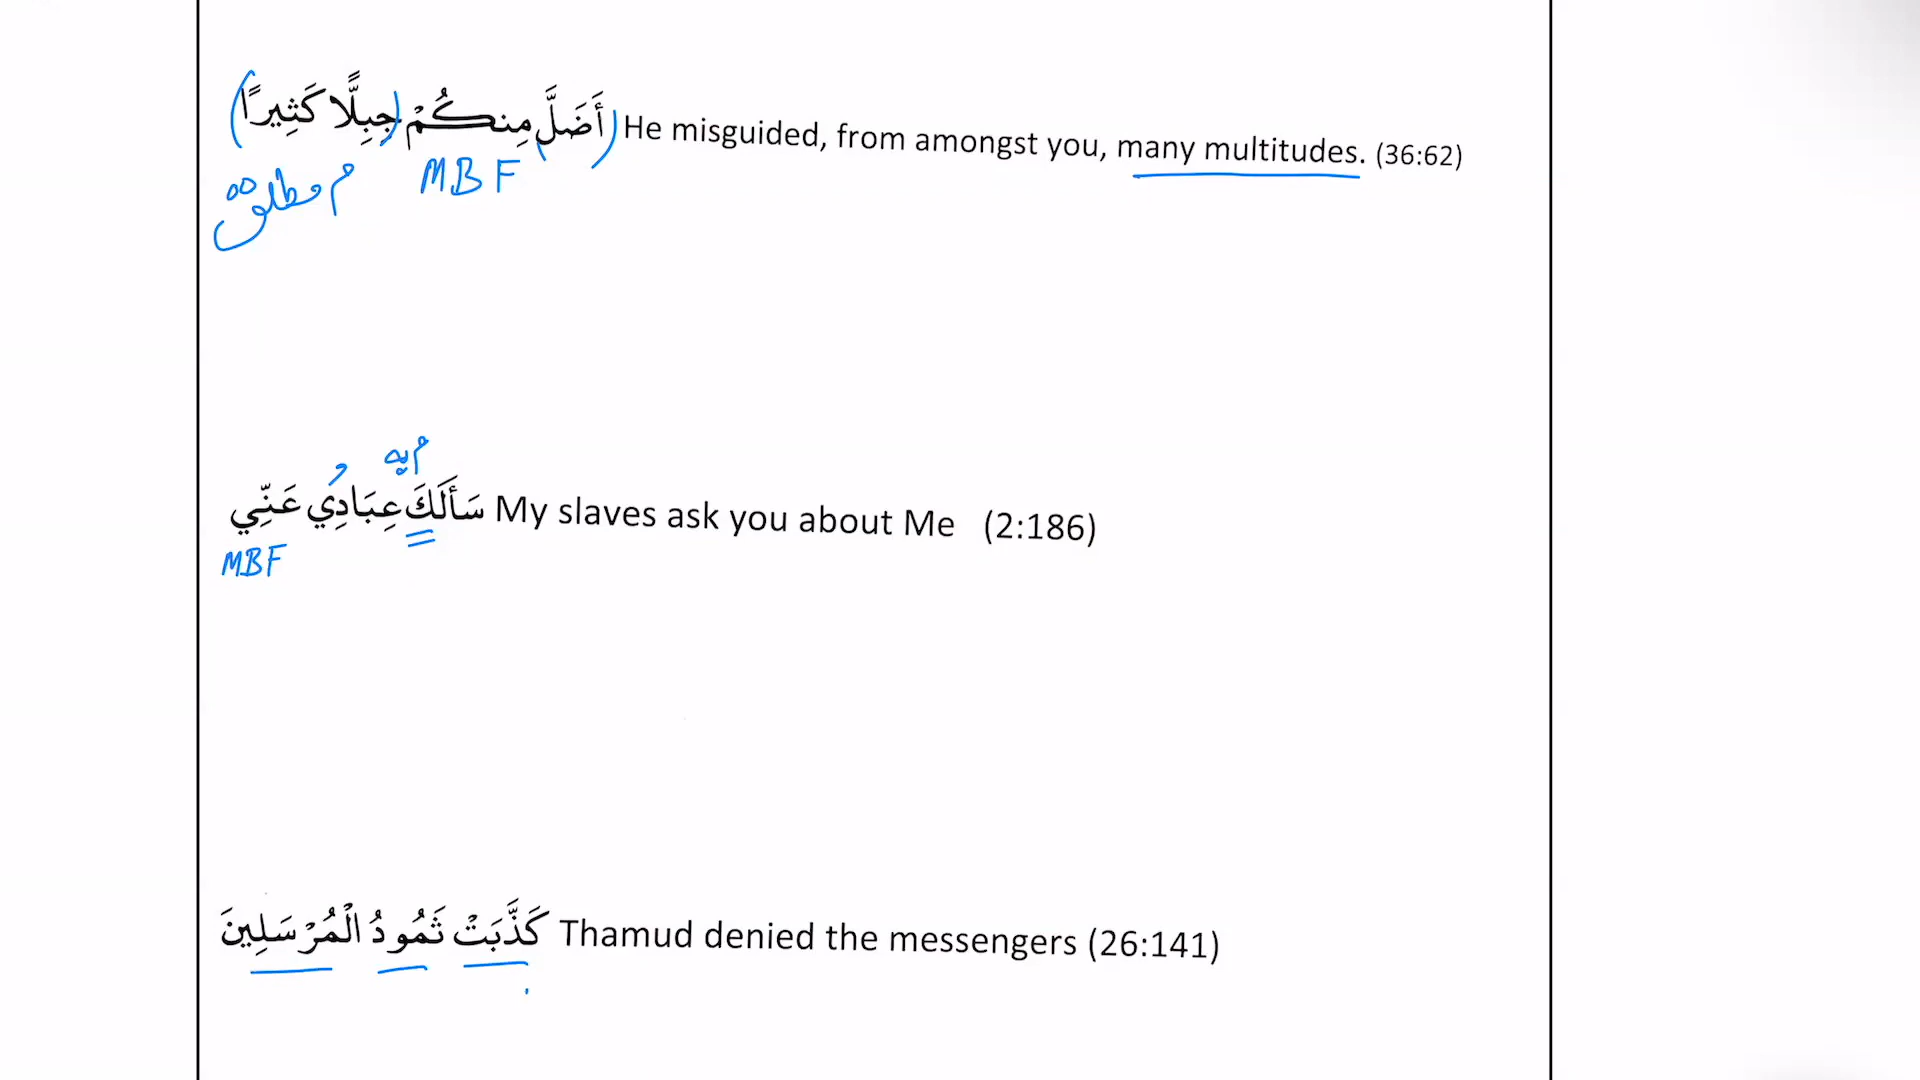 أَضَلَّ مِنكُمْ جِبِلًّا كَثِيرًا He misguided, from amongst you, many multitudes. (36:62)
م مطلق MBF
م به
سَأَلَكَ عِبَادِي عَنِّي My slaves ask you about Me (2:186)
MBF
كَذَّبَتْ ثَمُودُ الْمُرْسَلِينَ Thamud denied the messengers (26:141)